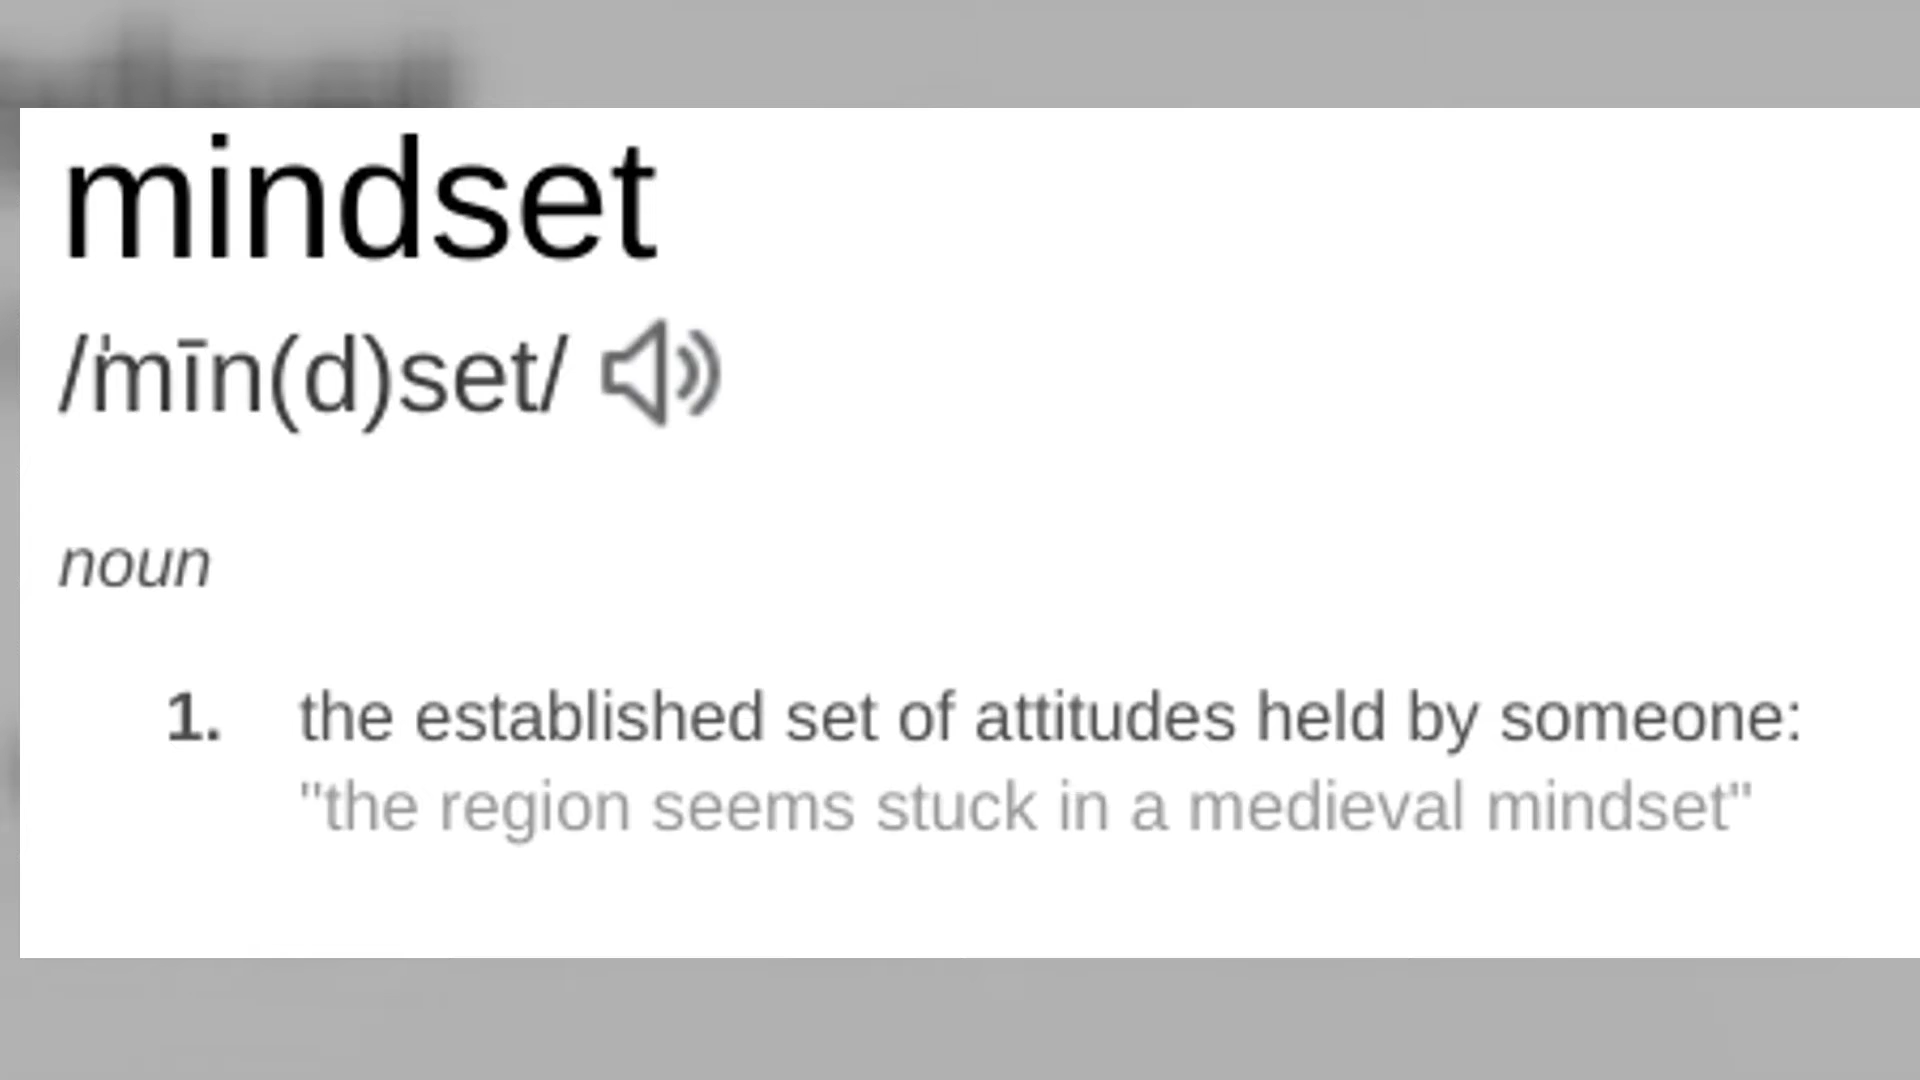 mindset
/ˈmīn(d)set/
noun
1. the established set of attitudes held by someone:
"the region seems stuck in a medieval mindset"